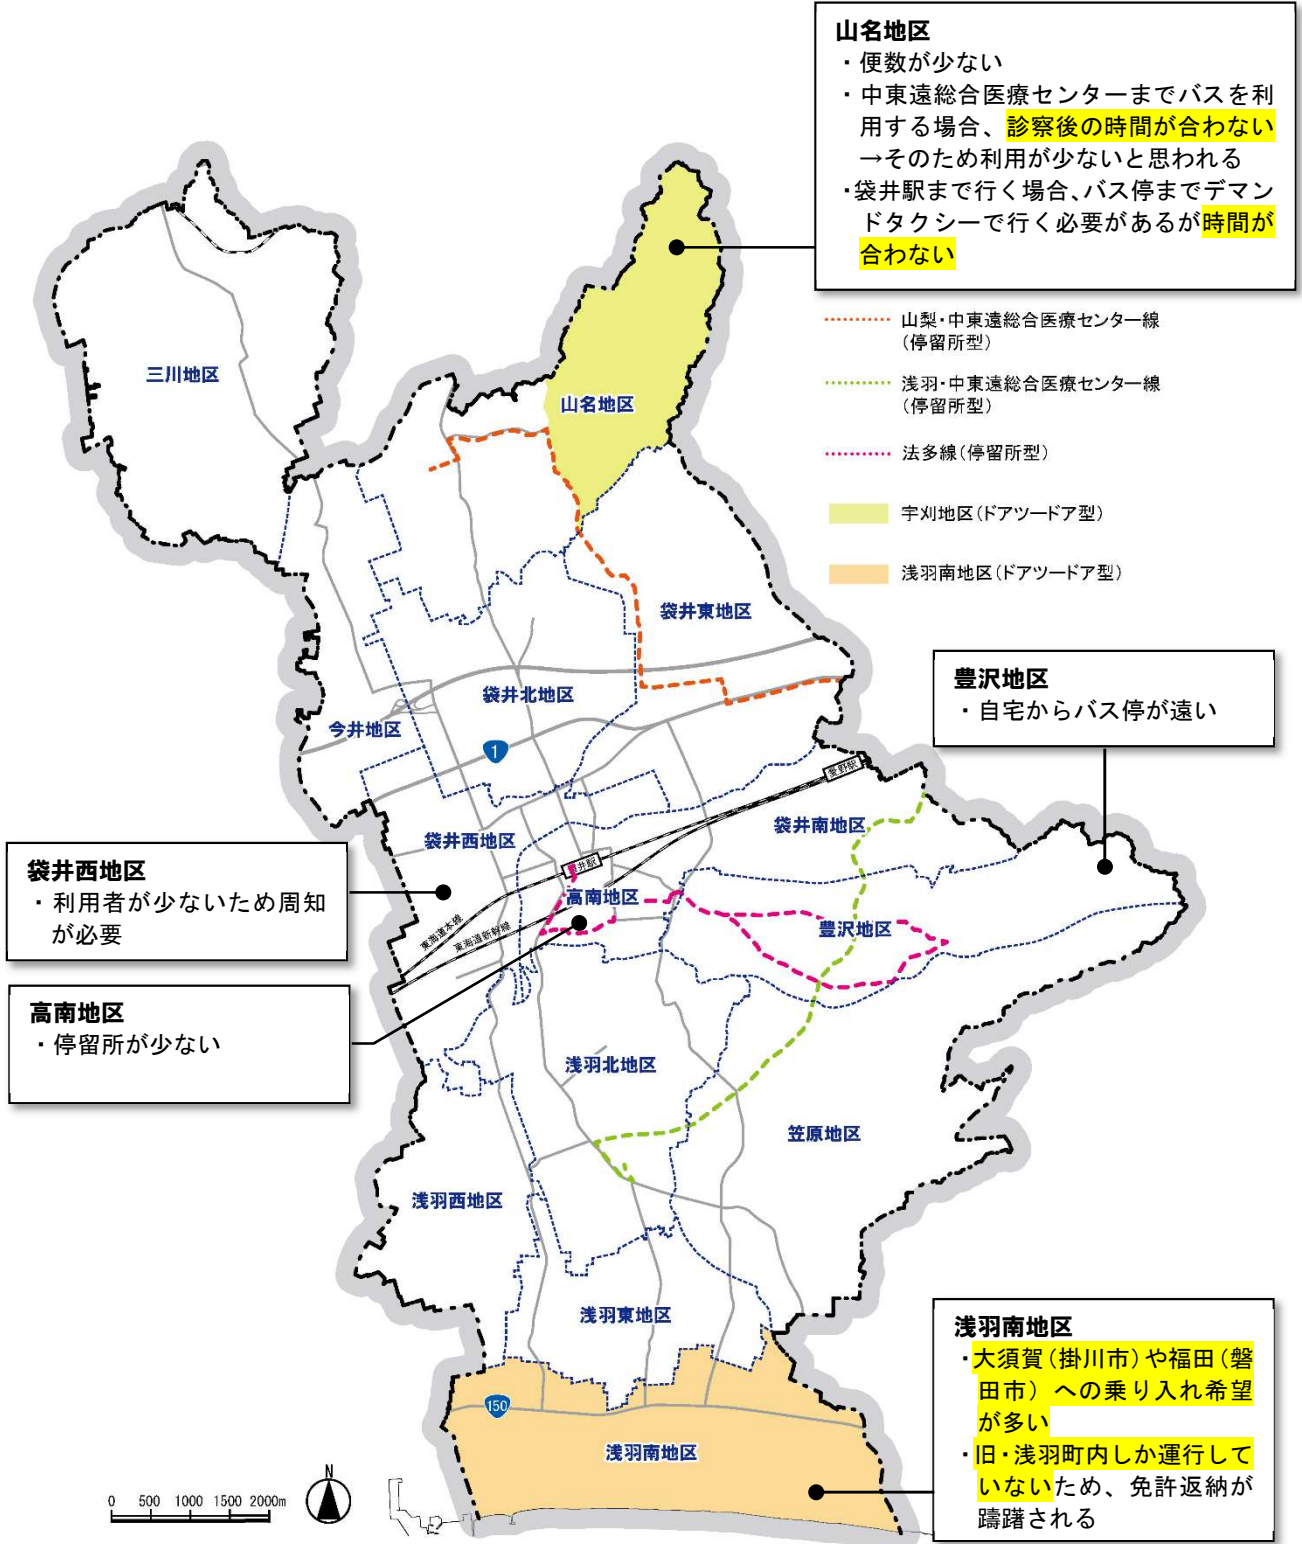 山名地区
・便数が少ない
・中東遠総合医療センターまでバスを利
用する場合、診察後の時間が合わない
→そのため利用が少ないと思われる
・袋井駅まで行く場合、バス停までデマン
ドタクシーで行く必要があるが時間が
合わない
山梨・中東遠総合医療センター線
(停留所型)
浅羽・中東遠総合医療センター線
(停留所型)
法多線(停留所型)
宇刈地区(ドアツードア型)
浅羽南地区(ドアツードア型)
三川地区
山名地区
袋井東地区
袋井北地区
今井地区
1
豊沢地区
・自宅からバス停が遠い
愛野駅
袋井南地区
袋井西地区
袋井西地区
・利用者が少ないため周知
が必要
井駅
高南地区
豊沢地区
東海道本線
東海道新幹線
高南地区
・停留所が少ない
浅羽北地区
笠原地区
浅羽西地区
浅羽東地区
浅羽南地区
・大須賀(掛川市)や福田(磐
田市)への乗り入れ希望
が多い
・旧・浅羽町内しか運行して
いないため、免許返納が
躊躇される
150
浅羽南地区
N
0 500 1000 1500 2000m